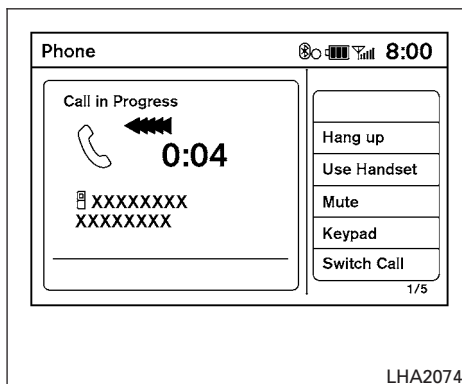 Phone 8:00
Call in Progress
0:04
XXXXXXXX
XXXXXXXX
Hang up
Use Handset
Mute
Keypad
Switch Call
1/5
LHA2074